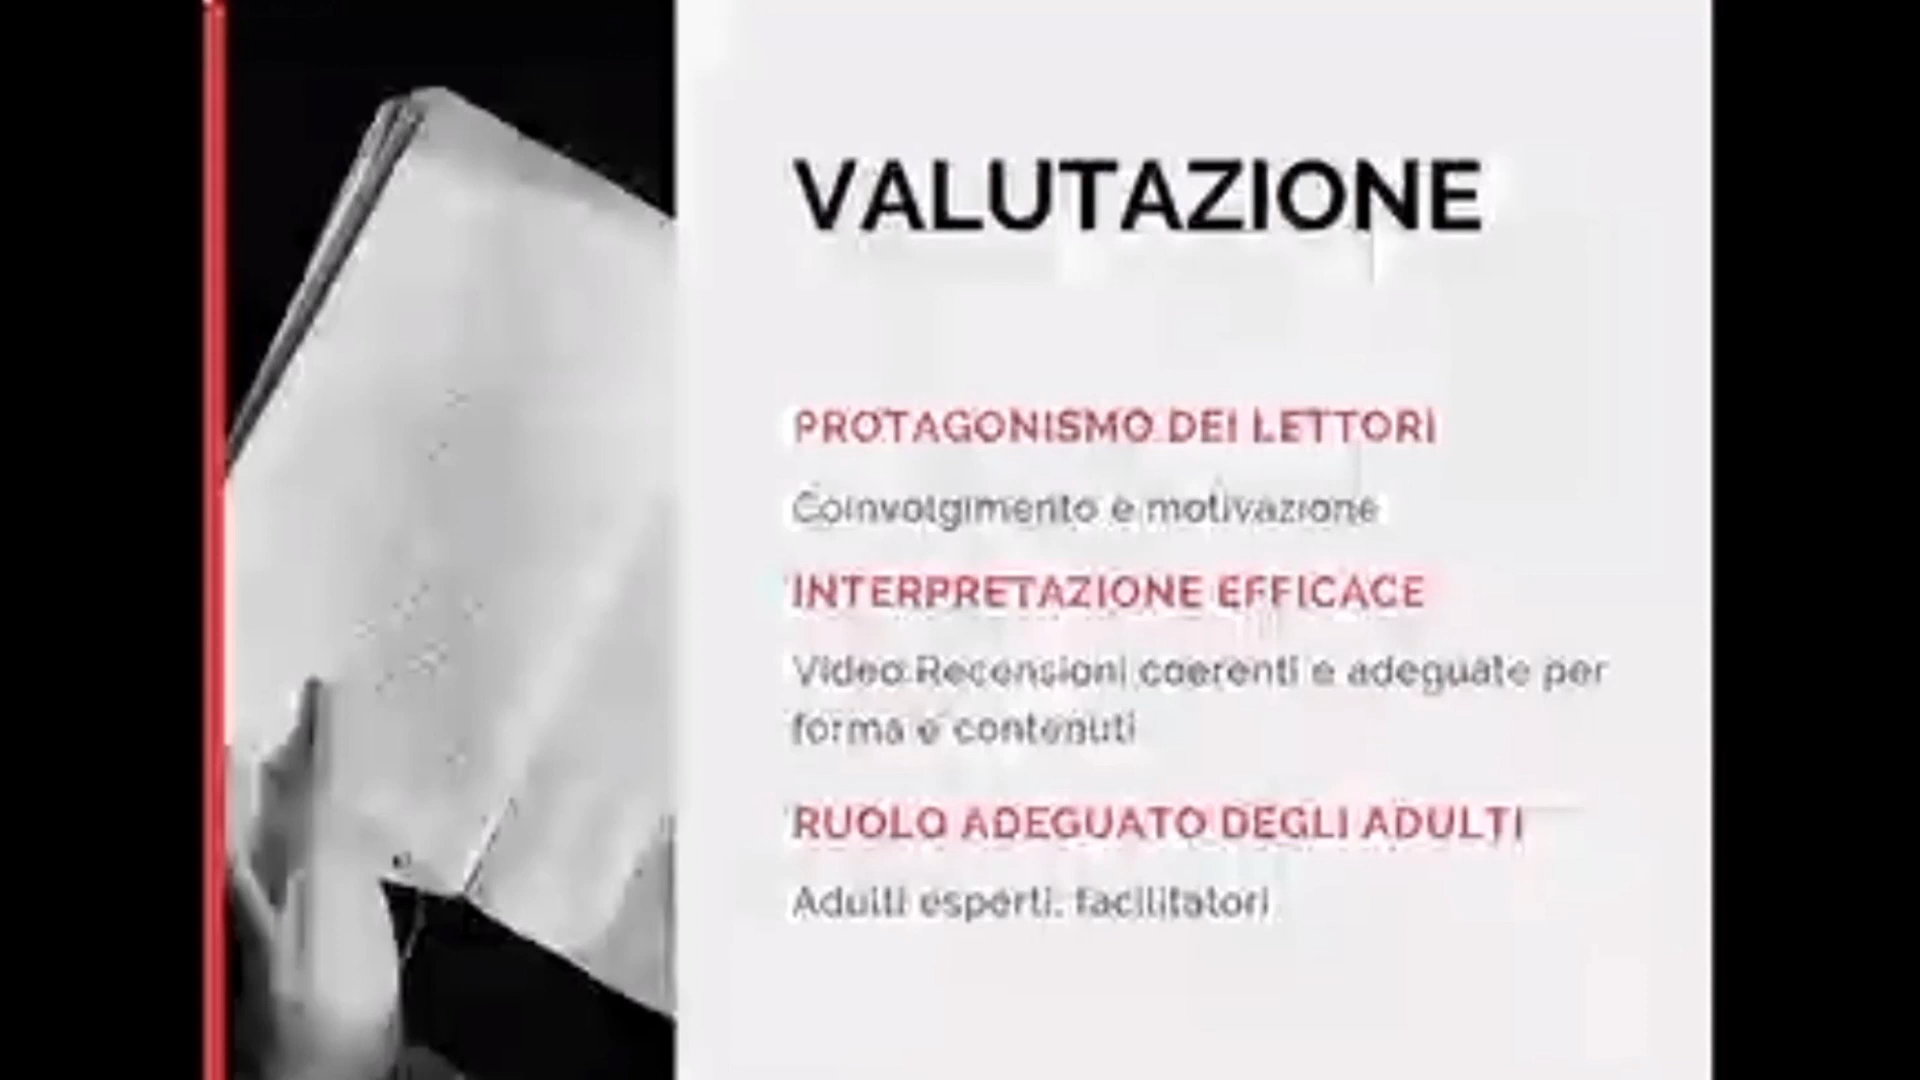 VALUTAZIONE
PROTAGONISMO DEI LETTORI
Coinvolgimento e motivazione
INTERPRETAZIONE EFFICACE
Video Recensioni coerenti e adeguate per
forma e contenuti
RUOLO ADEGUATO DEGLI ADULTI
Adulti esperti, facilitatori